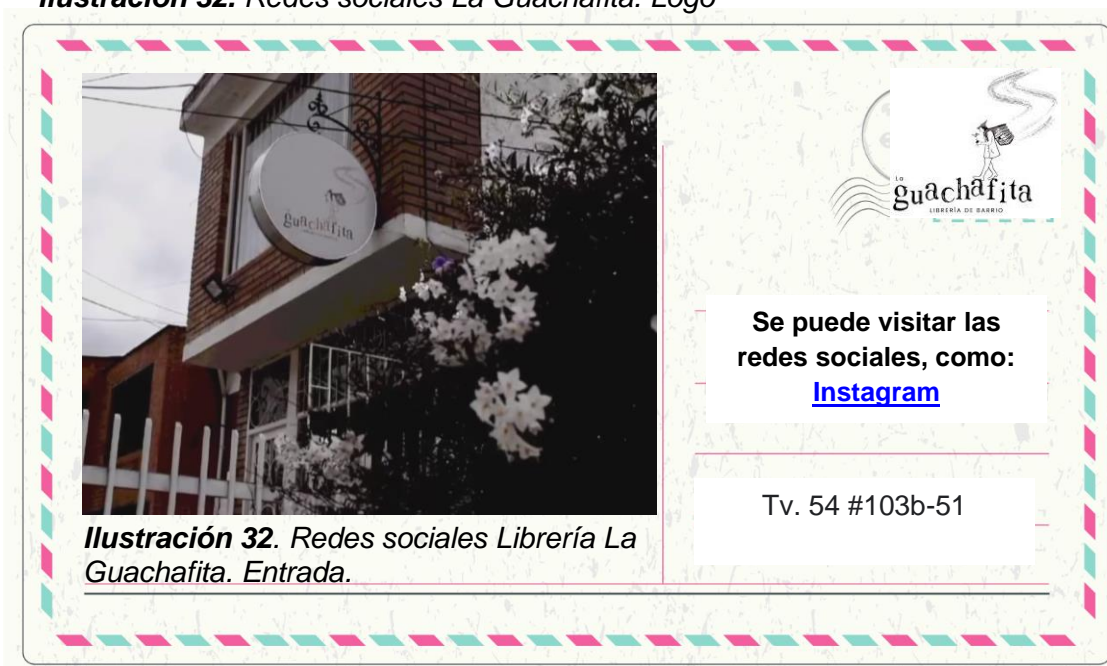 Ilustración 32. Redes sociales La Guachafita. Logo
guachafita
La
guachafita
LIBRERÍA DE BARRIO
Se puede visitar las
redes sociales, como:
Instagram
Tv. 54 #103b-51
Ilustración 32. Redes sociales Librería La
Guachafita. Entrada.